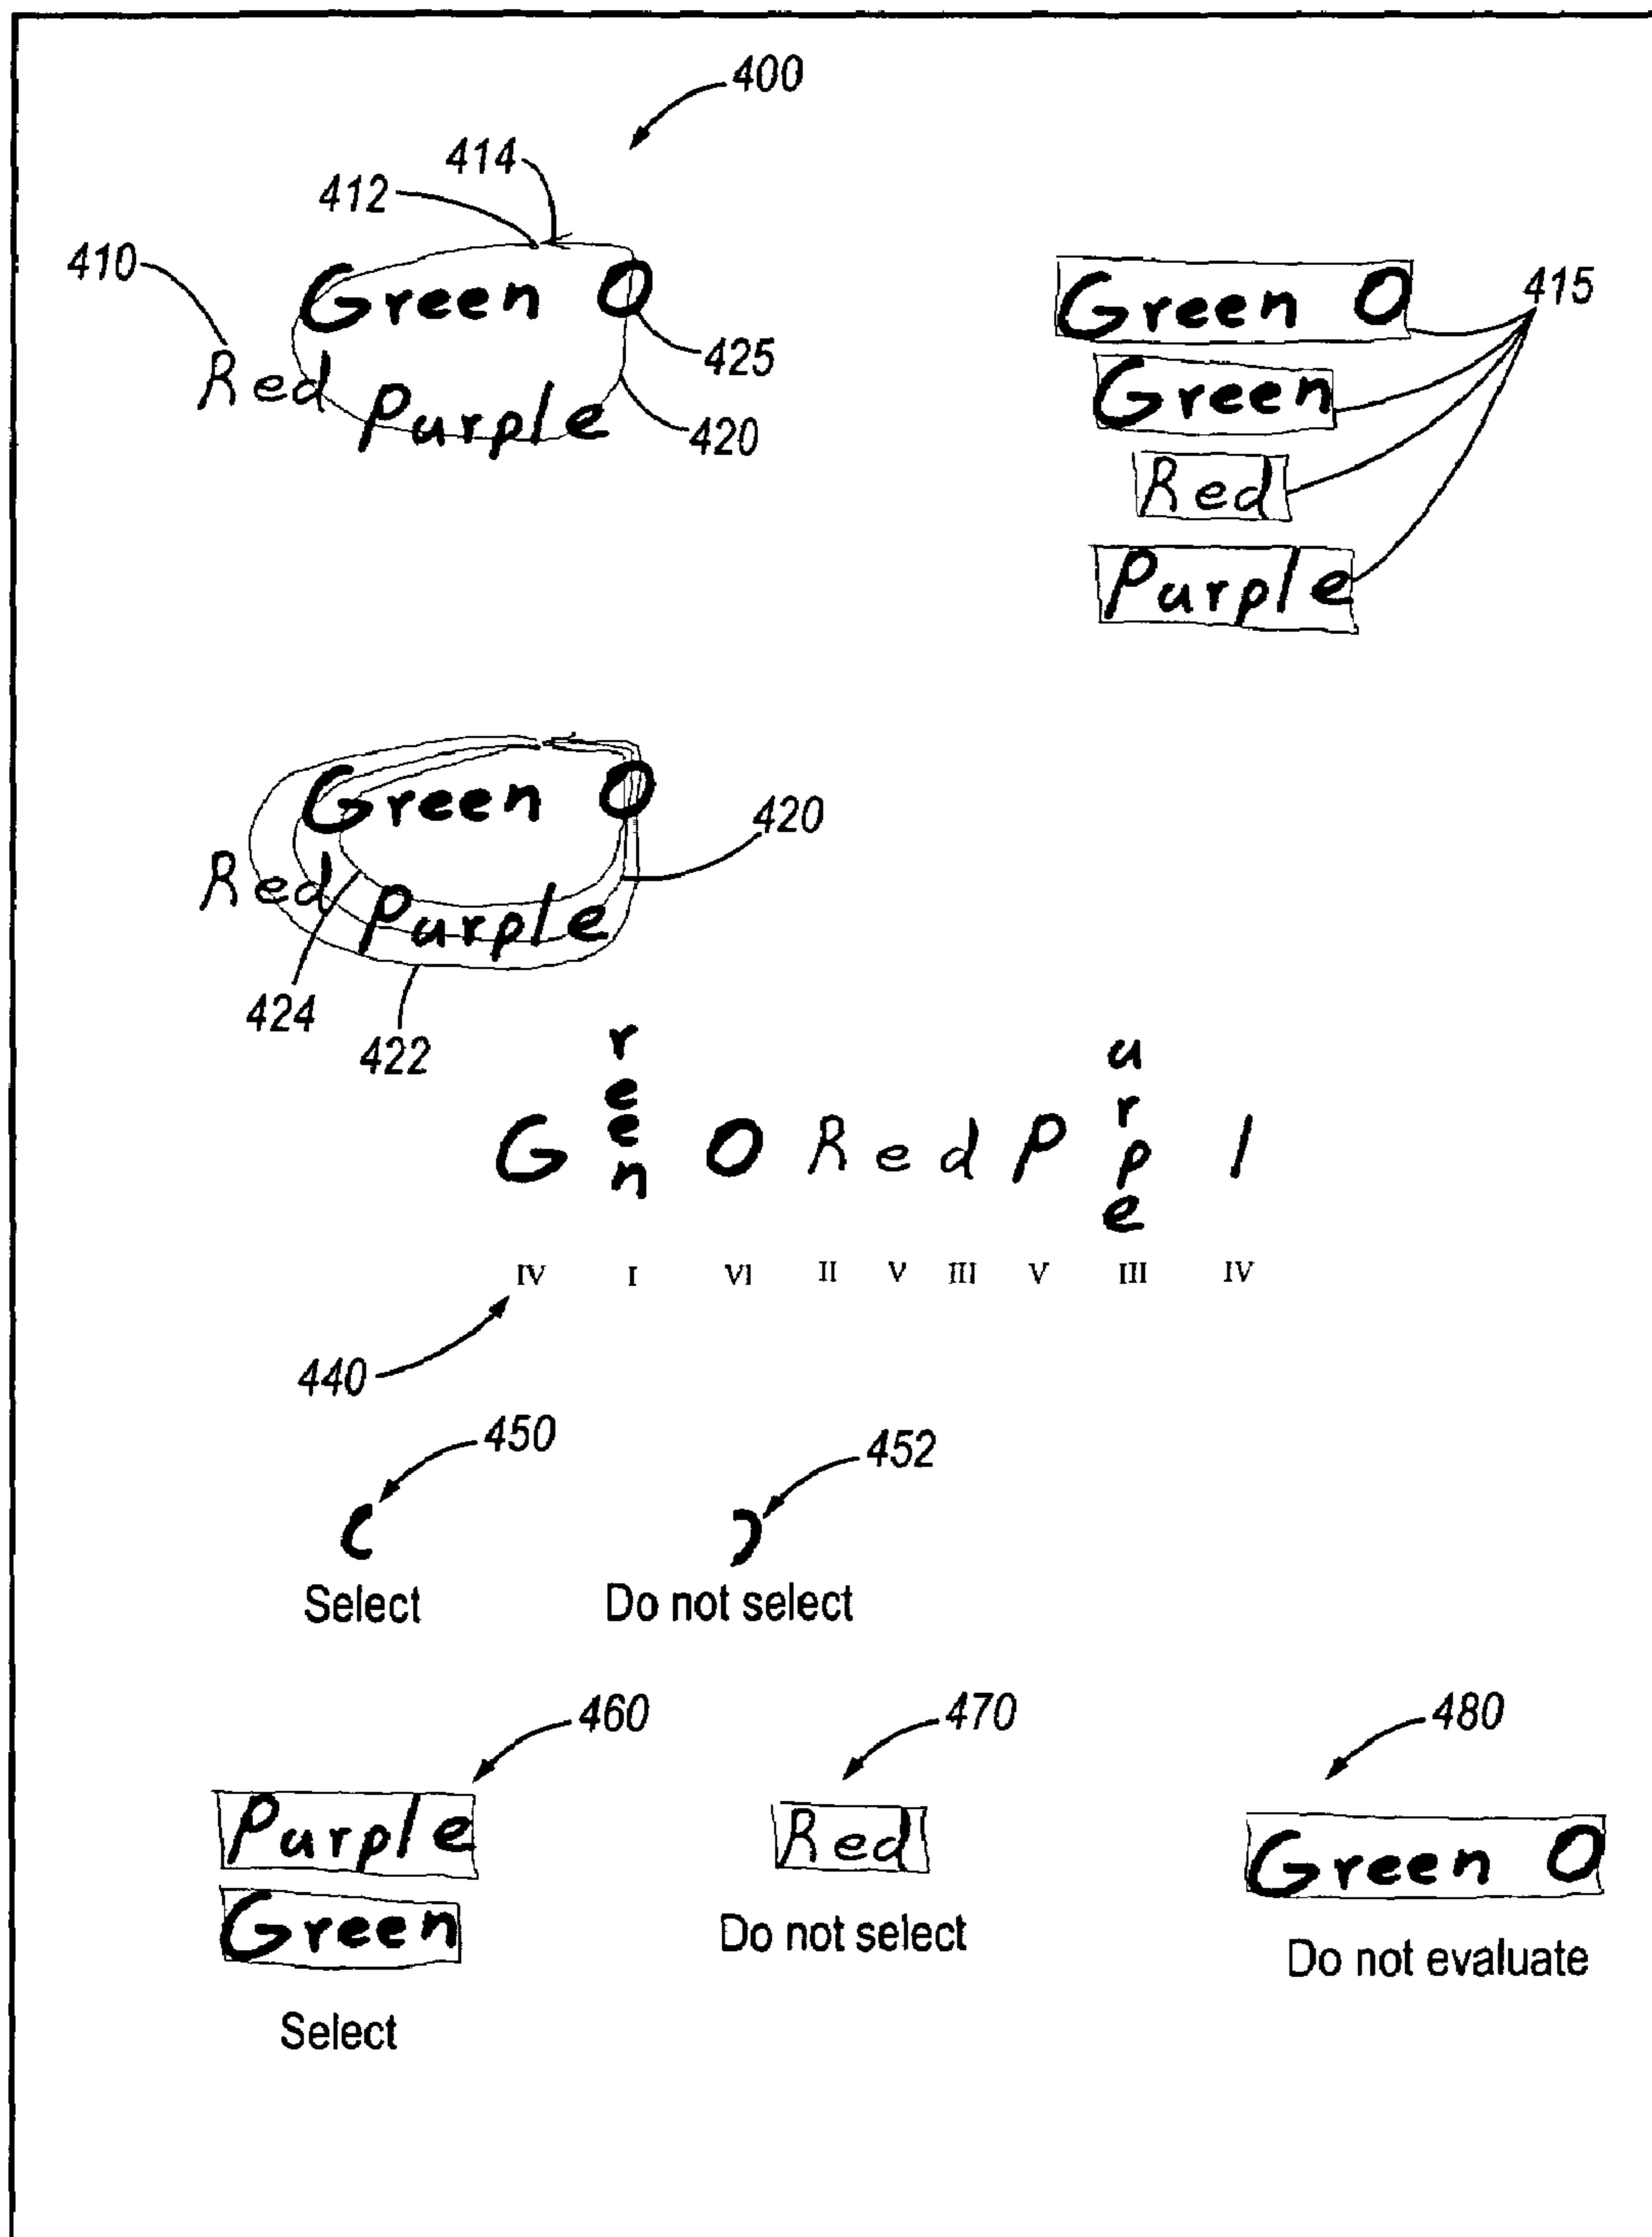 400
414
412
410
Green O
425
Red
Purple
420
Green O
415
Green
Red
Purple
Green O
420
Red
Purple
424
422
r
e
e
n
u
r
p
e
G O R e d P l
IV I VI II V III V III IV
440
450
452
Select
Do not select
460
470
480
Purple
Green
Select
Red
Do not select
Green O
Do not evaluate